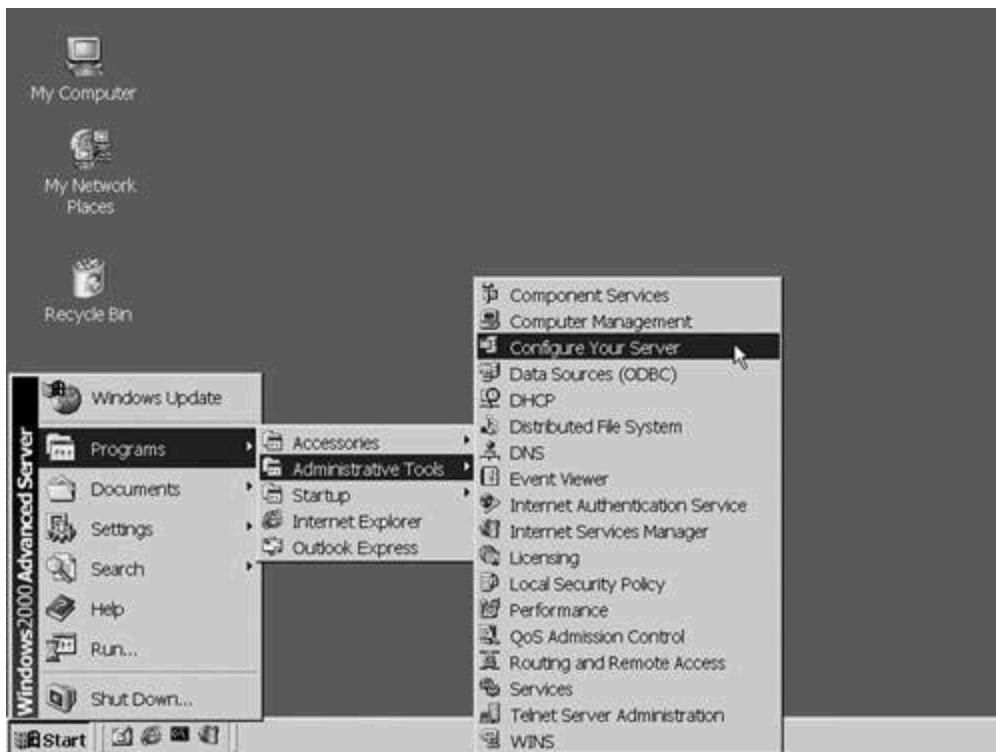 My Computer
My Network
Places
Recycle Bin
Windows Update
Programs
Documents
Settings
Search
Help
Run...
Shut Down...
Windows2000Advanced Server
Start
Accessories
Administrative Tools
Startup
Internet Explorer
Outlook Express
Component Services
Computer Management
Configure Your Server
Data Sources (ODBC)
DHCP
Distributed File System
DNS
Event Viewer
Internet Authentication Service
Internet Services Manager
Licensing
Local Security Policy
Performance
QoS Admission Control
Routing and Remote Access
Services
Telnet Server Administration
WINS